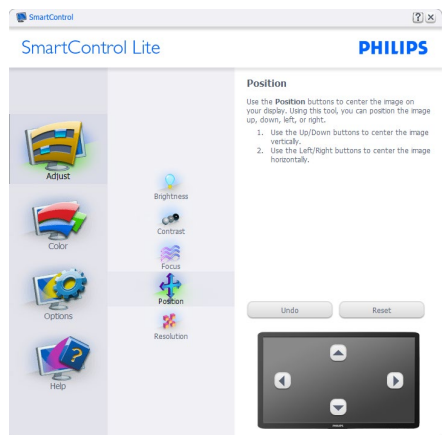 SmartControl
SmartControl Lite
PHILIPS
Adjust
Color
Options
Help
Brightness
Contrast
Focus
Position
Resolution
Position
Use the Position buttons to center the image on
your display. Using this tool, you can position the image
up, down, left, or right.
1. Use the Up/Down buttons to center the image
vertically.
2. Use the Left/Right buttons to center the image
horizontally.
Undo
Reset
PHILIPS